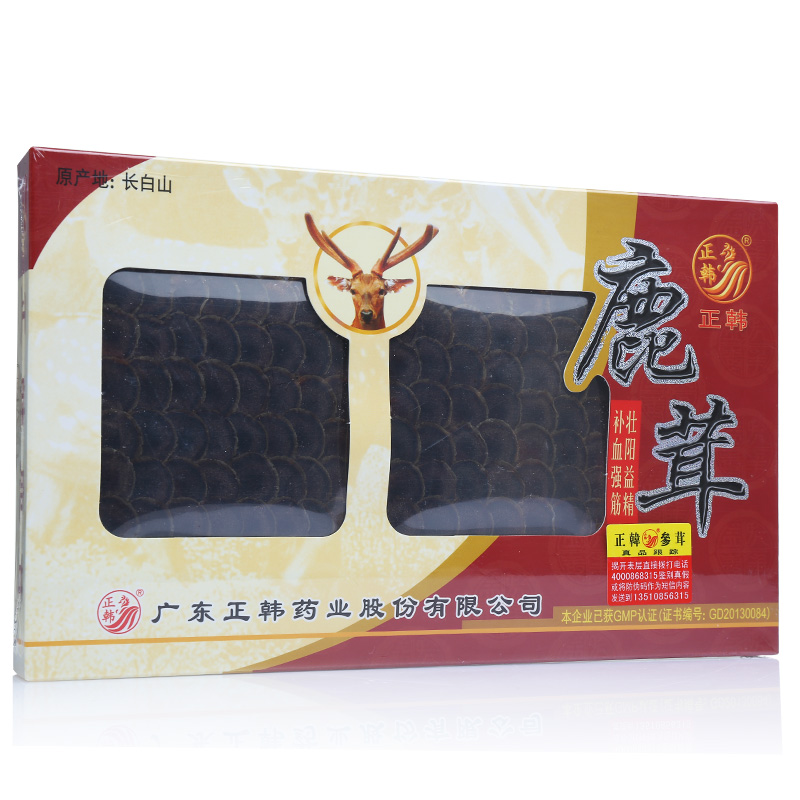 原产地: 长白山
正韩
®
正韩
鹿茸
壮阳益精
补血强筋
正韩 参茸
真品跟踪
揭开表层直接拨打电话
4000868315鉴别真假
或将防伪码作为短信内容
发送到13510856315
正韩
®
广东正韩药业股份有限公司
本企业已获GMP认证(证书编号: GD20130084)